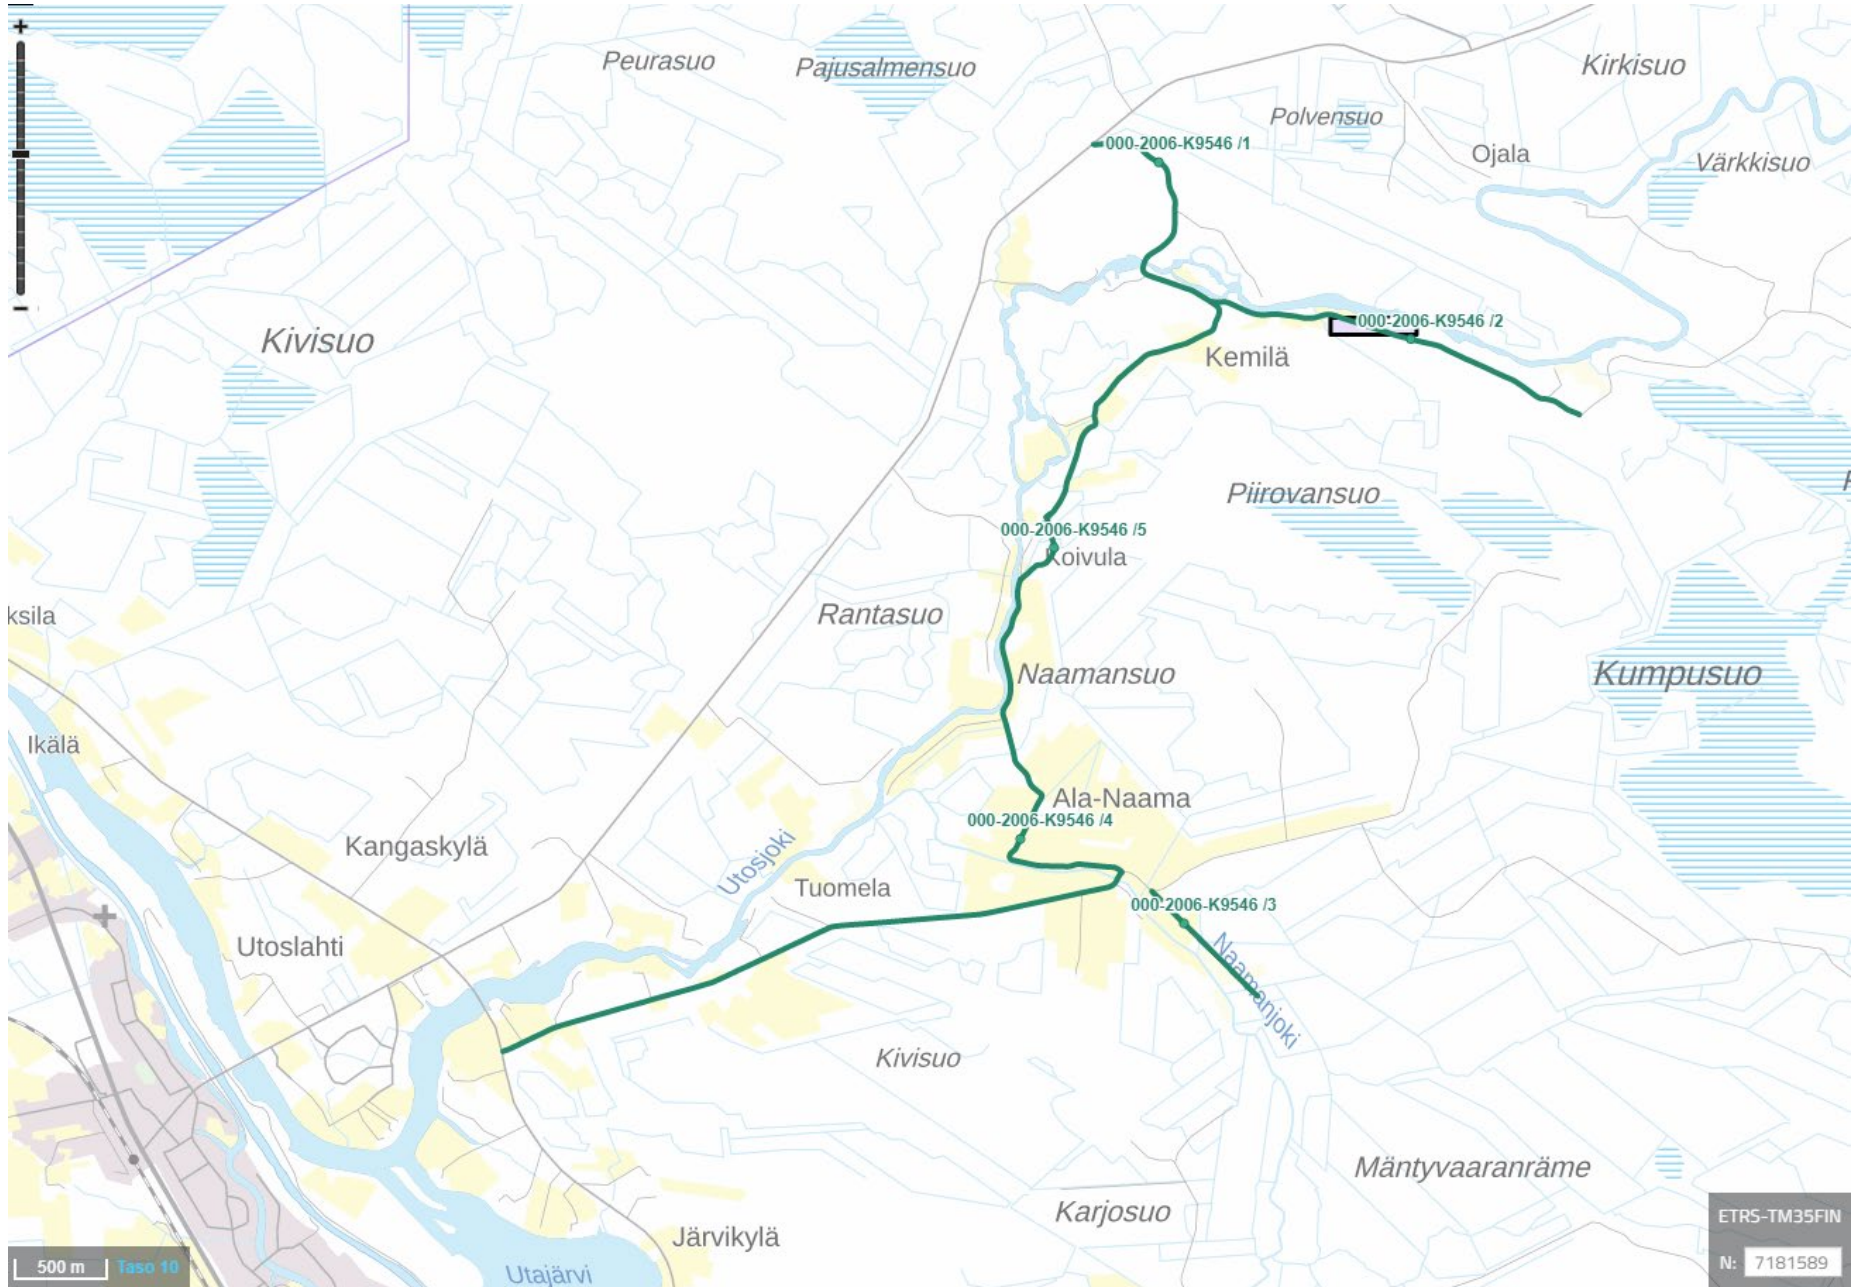 +
Peurasuo
Pajusalmensuo
Kirkisuo
Polvensuo
000-2006-K9546 /1
Ojala
Värkkisuo
-
Kivisuo
000-2006-K9546 /2
Kemilä
Piirovansuo
000-2006-K9546 /5
Koivula
ksila
Rantasuo
Naamansuo
Kumpusuo
Ikälä
Ala-Naama
000-2006-K9546 /4
Kangaskylä
Utosjoki
Tuomela
000-2006-K9546 /3
Utoslahti
Naamanjoki
Kivisuo
Mäntyvaaranräme
Karjosuo
ETRS-TM35FIN
Järvikylä
N: 7181589
500 m Taso 10
Utajärvi